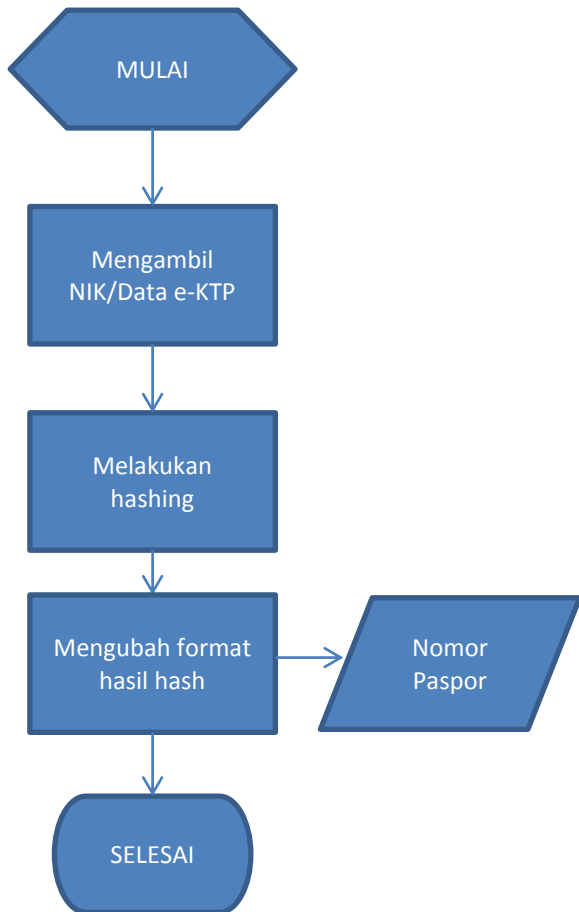 MULAI
Mengambil
NIK/Data e-KTP
Melakukan
hashing
Mengubah format
hasil hash
Nomor
Paspor
SELESAI